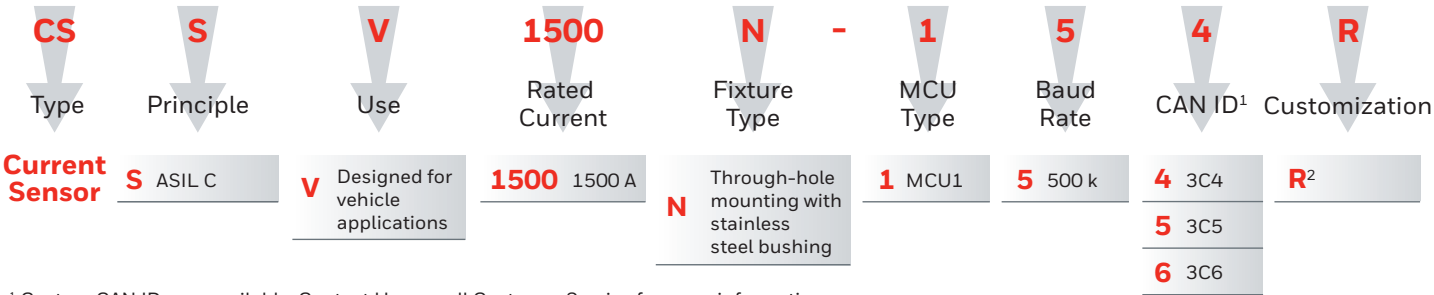 CS S V 1500 N - 1 5 4 R
Type Principle Use Rated Current Fixture Type MCU Type Baud Rate CAN ID¹ Customization
Current Sensor
S ASIL C
V Designed for
vehicle
applications
1500 1500 A
N Through-hole
mounting with
stainless
steel bushing
1 MCU1
5 500 k
4 3C4
5 3C5
6 3C6
R²